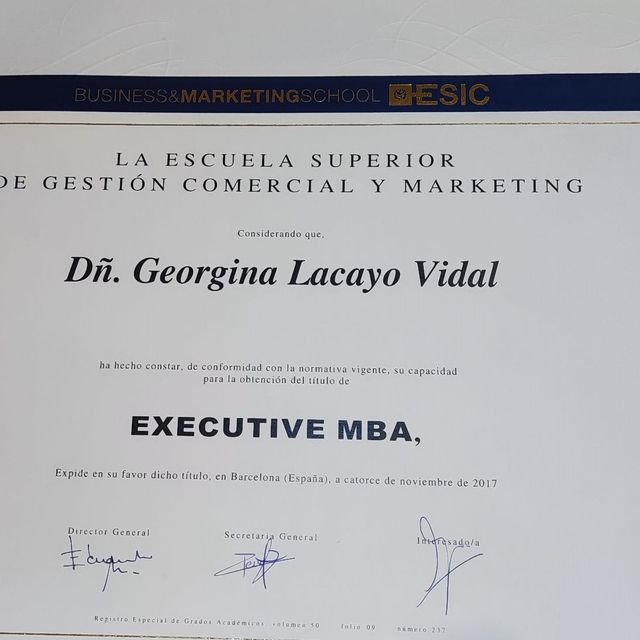 BUSINESS&MARKETINGSCHOOL ESIC
LA ESCUELA SUPERIOR
DE GESTIÓN COMERCIAL Y MARKETING
Considerando que,
Dñ. Georgina Lacayo Vidal
ha hecho constar, de conformidad con la normativa vigente, su capacidad
para la obtención del título de
EXECUTIVE MBA,
Expide en su favor dicho título, en Barcelona (España), a catorce de noviembre de 2017
Director General Secretaria General Interesado/a
Registro Especial de Grados Académicos, volumen 50 folio 09 número 237